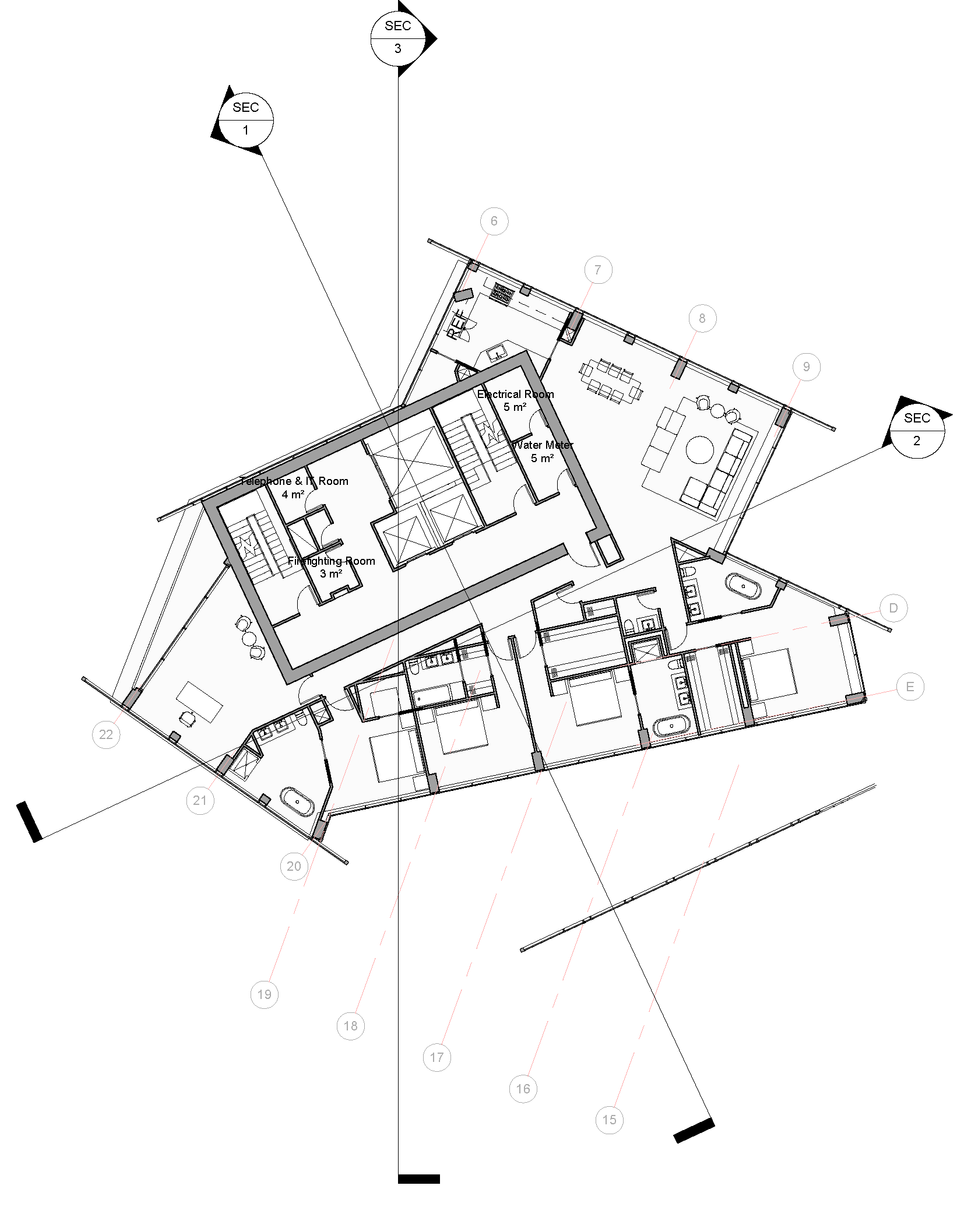 SEC
3
SEC
1
6
7
8
9
SEC
2
REF
Electrical Room
5 m²
Water Meter
5 m²
Telephone & IT Room
4 m²
Firefighting Room
3 m²
D
E
22
21
20
19
18
17
16
15